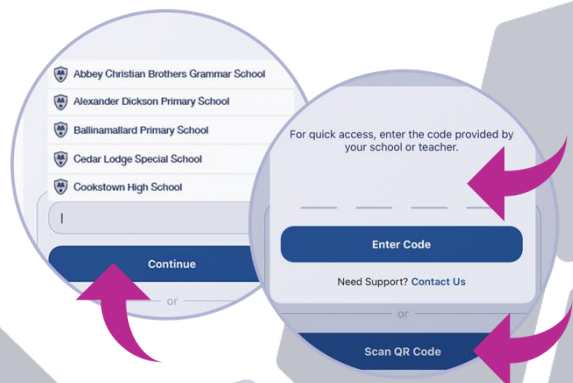 Abbey Christian Brothers Grammar School
Alexander Dickson Primary School
Ballinamallard Primary School
Cedar Lodge Special School
Cookstown High School
Continue
or
For quick access, enter the code provided by
your school or teacher.
Enter Code
Need Support? Contact Us
or
Scan QR Code